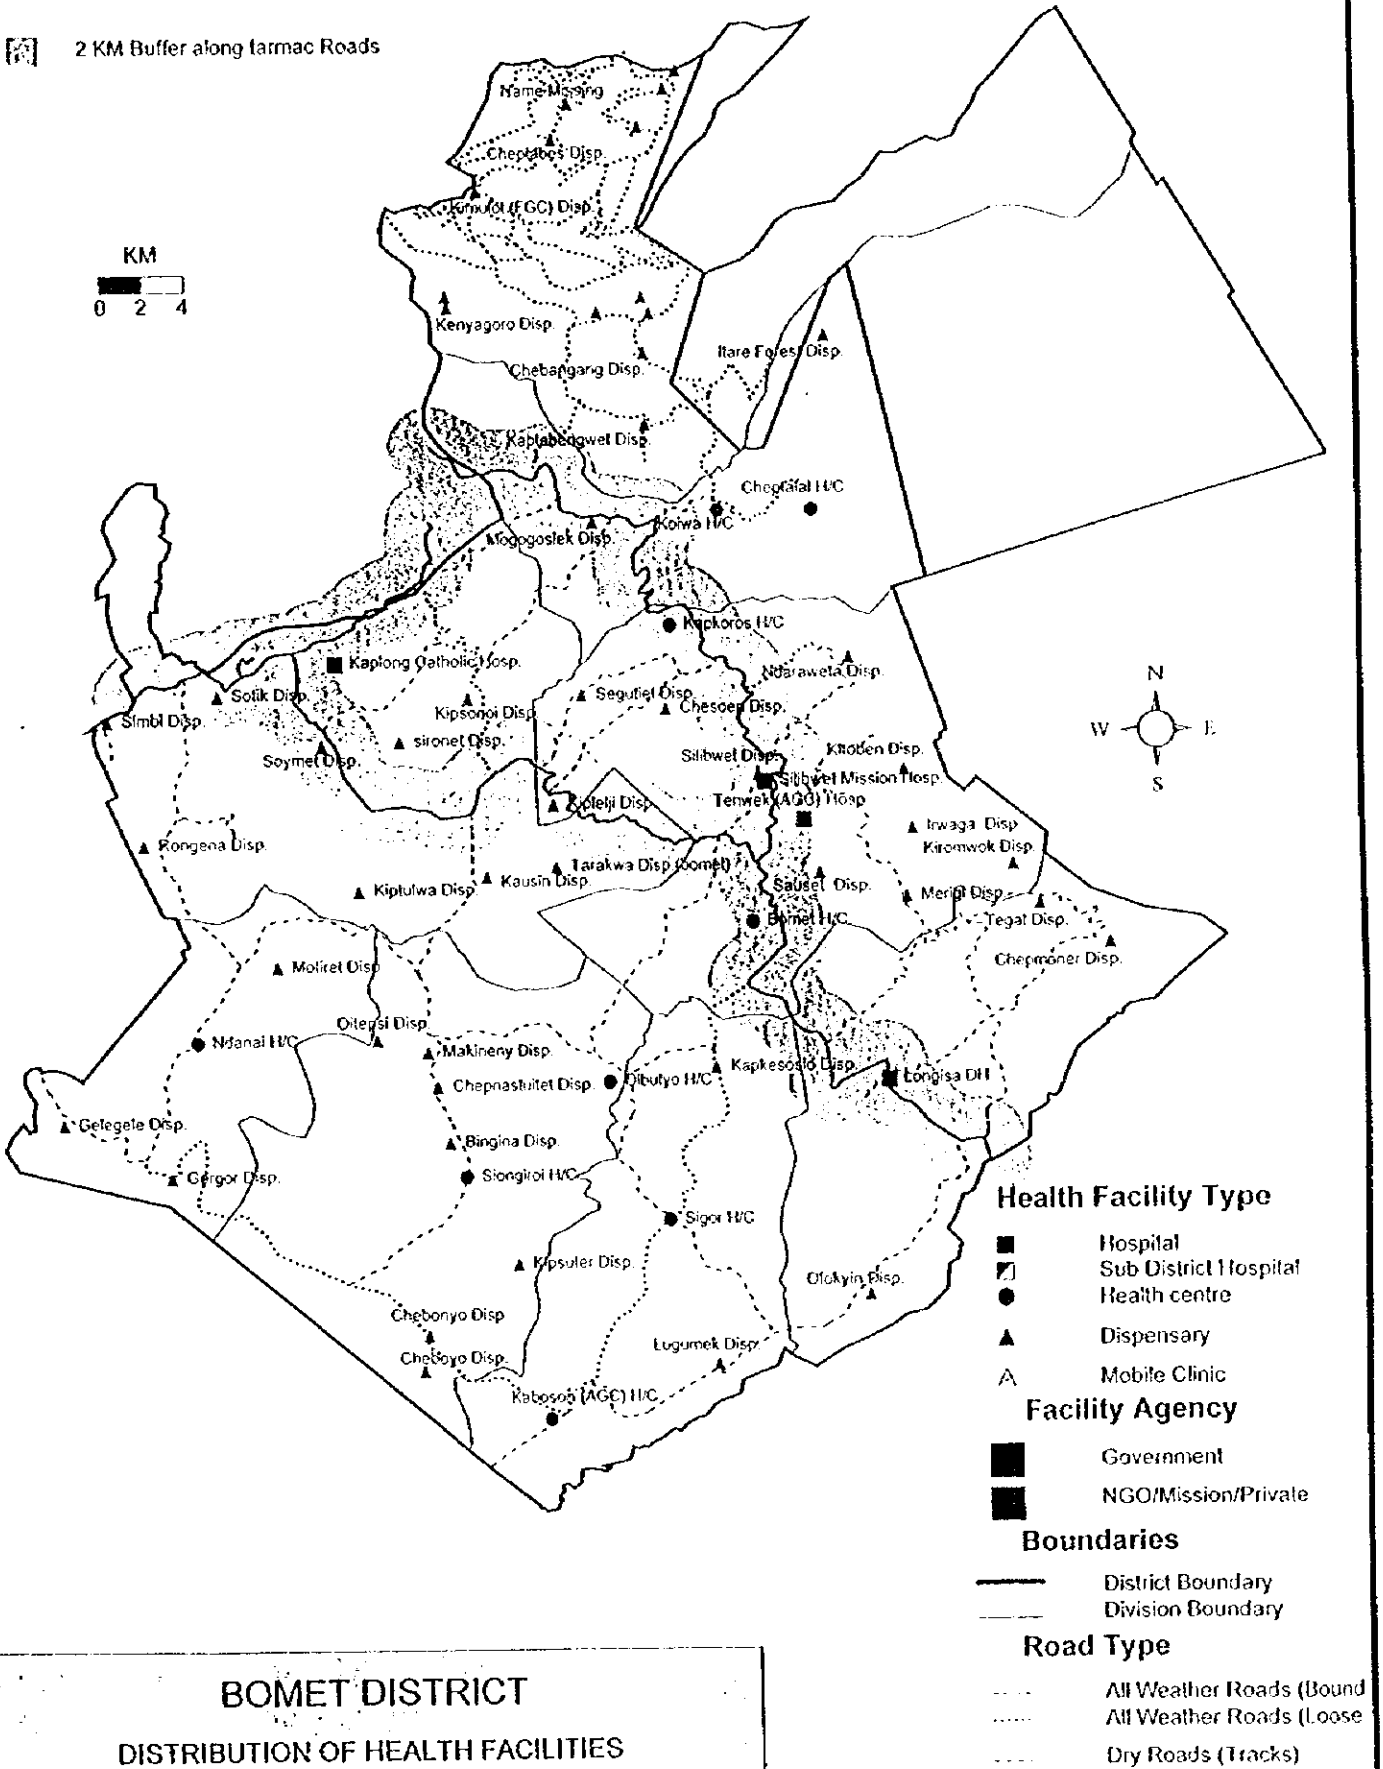 2 KM Buffer along tarmac Roads
Name Missing
Cheptabes Disp.
Kimulot (FGC) Disp.
KM
0 2 4
Kenyagoro Disp.
Chebangang Disp.
Itare Forest Disp.
Kaplabengwet Disp.
Cheptalal H/C
Koiwa H/C
Mogogosiek Disp.
Kapkoros H/C
Kaplong Catholic Hosp.
Ndaraweta Disp.
Sotik Disp.
Segutiet Disp.
Kipsonoi Disp
Chesoen Disp.
Simbi Disp.
sironet Disp.
Soymet Disp.
Silibwet Disp.
Kitoben Disp.
Silibwet Mission Hosp.
Tenwek (AGC) Hosp
Kiplelji Disp
Irwaga Disp
Kiromwok Disp.
Rongena Disp.
Tarakwa Disp (bomet)
Kausin Disp.
Kiptulwa Disp.
Sauset Disp.
Merigi Disp
Tegat Disp.
Bomet H/C
Chepmoner Disp.
Moliret Disp
Oltepsi Disp
Ndanai H/C
Makineny Disp.
Kapkesosio Disp.
Longisa DH
Chepnastuitet Disp.
Olbutyo H/C
Gelegele Disp.
Bingina Disp.
Gorgor Disp.
Siongiroi H/C
Sigor H/C
Kipsuter Disp.
Olokyin Disp.
Chebonyo Disp
Lugumek Disp.
Cheboyo Disp.
Kaboson (AGC) H/C
N
W E
S
Health Facility Type
Hospital
Sub District Hospital
Health centre
Dispensary
Mobile Clinic
Facility Agency
Government
NGO/Mission/Private
Boundaries
District Boundary
Division Boundary
Road Type
All Weather Roads (Bound
All Weather Roads (Loose
Dry Roads (Tracks)
BOMET DISTRICT
DISTRIBUTION OF HEALTH FACILITIES